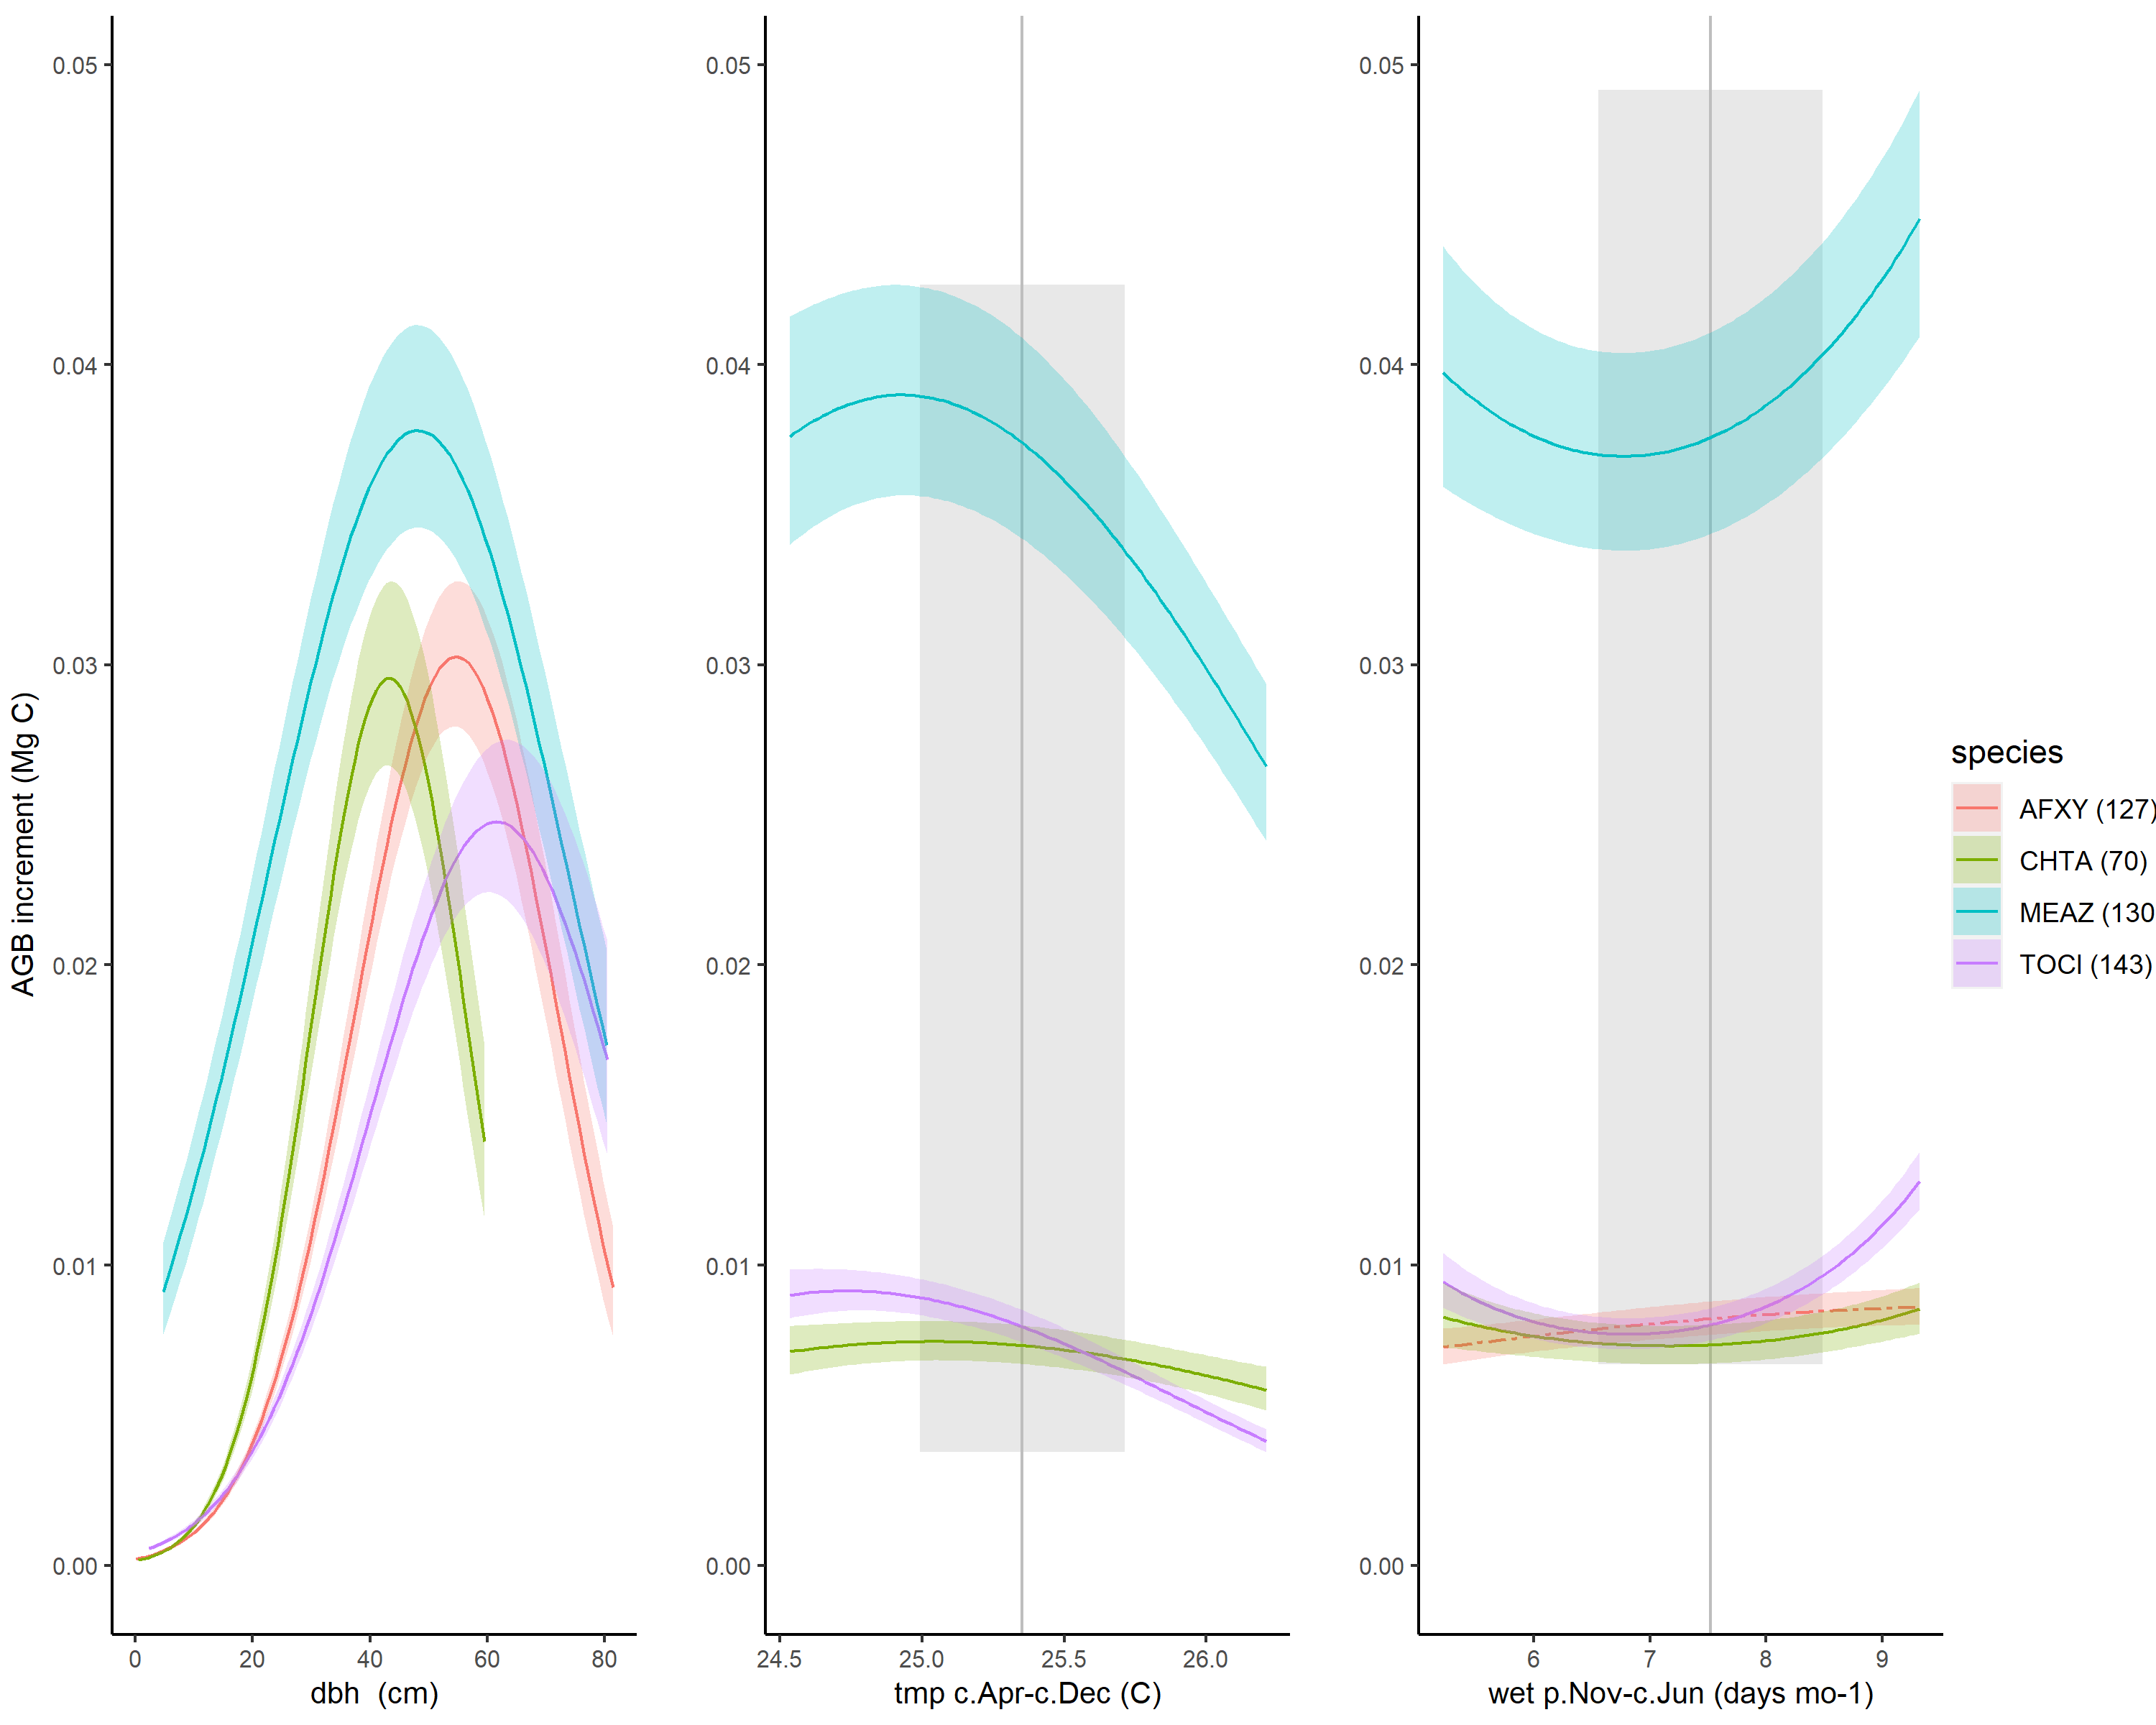 AGB increment (Mg C)
0.05
0.04
0.03
0.02
0.01
0.00
0 20 40 60 80
dbh (cm)
0.05
0.04
0.03
0.02
0.01
0.00
24.5 25.0 25.5 26.0
tmp c.Apr-c.Dec (C)
0.05
0.04
0.03
0.02
0.01
0.00
6 7 8 9
wet p.Nov-c.Jun (days mo-1)
species
AFXY (127)
CHTA (70)
MEAZ (130
TOCI (143)